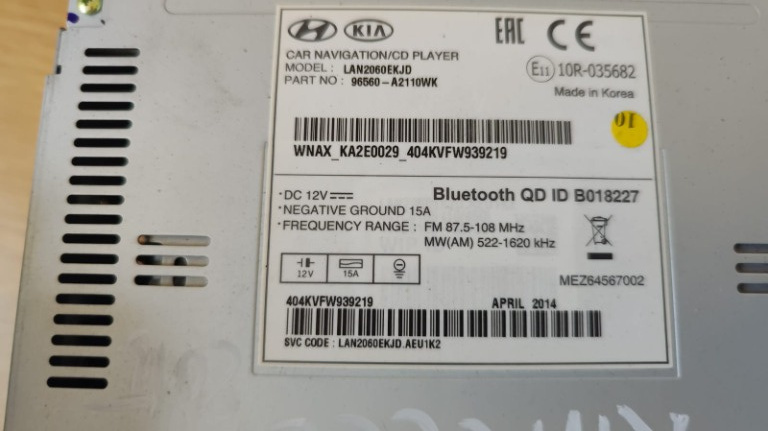 HYUNDAI KIA
EAC CE
CAR NAVIGATION/CD PLAYER
MODEL : LAN2060EKJD
PART NO : 96560-A2110WK
E11 10R-035682
Made in Korea
01
WNAX_KA2E0029_404KVFW939219
·DC 12V Bluetooth QD ID B018227
·NEGATIVE GROUND 15A
·FREQUENCY RANGE : FM 87.5-108 MHz
MW(AM) 522-1620 kHz
12V 15A
MEZ64567002
404KVFW939219 APRIL 2014
SVC CODE : LAN2060EKJD.AEU1K2